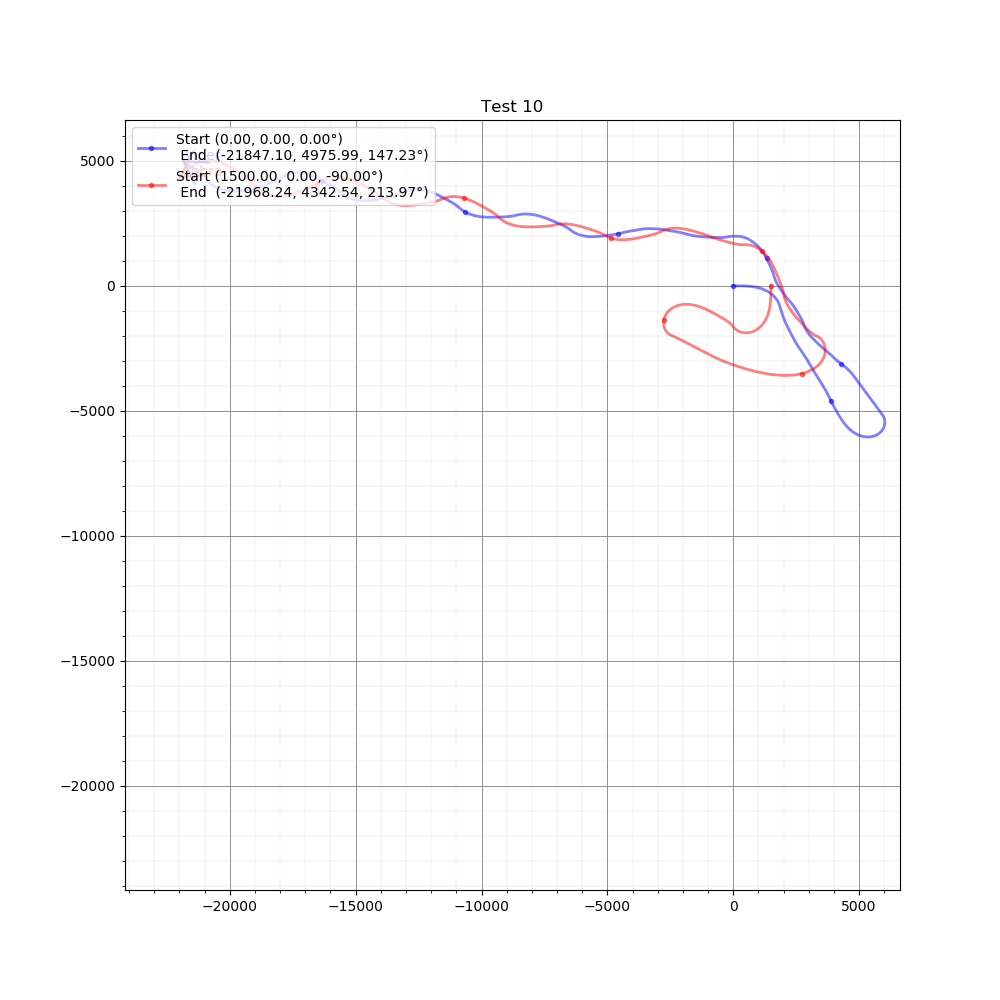 Test 10
Start (0.00, 0.00, 0.00°)
End (-21847.10, 4975.99, 147.23°)
Start (1500.00, 0.00, -90.00°)
End (-21968.24, 4342.54, 213.97°)
5000
0
−5000
−10000
−15000
−20000
−20000 −15000 −10000 −5000 0 5000